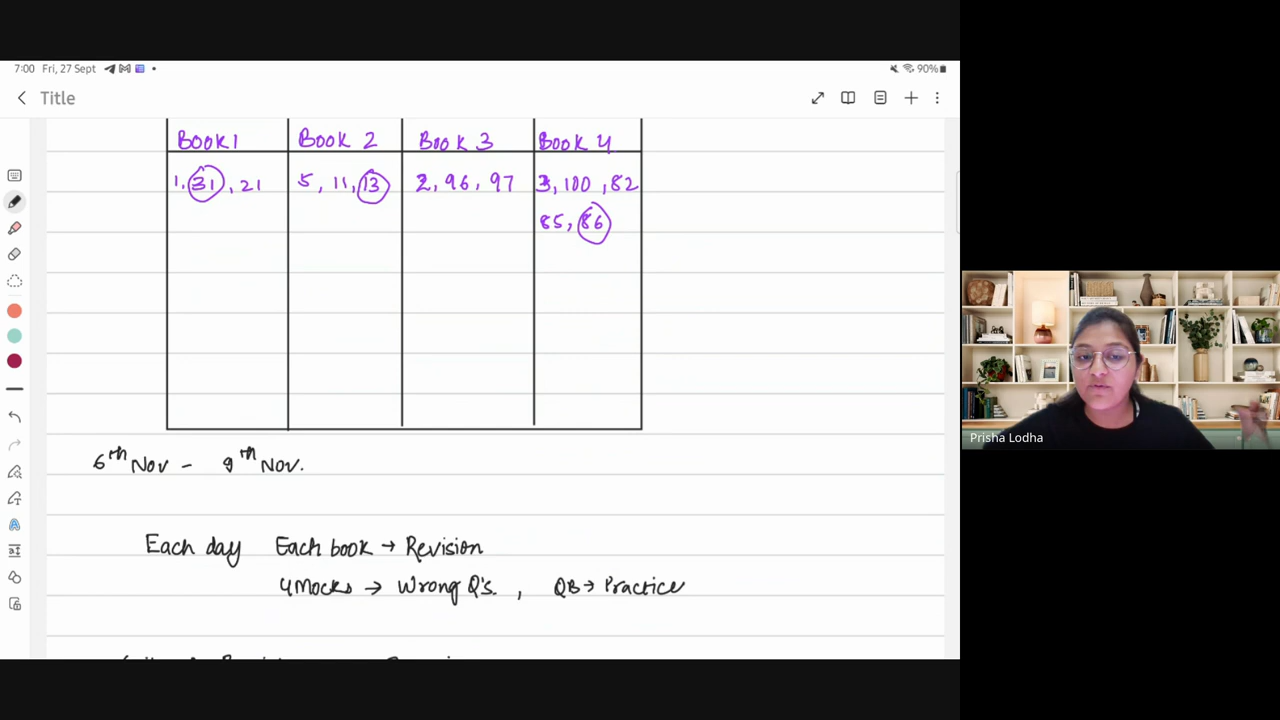 7:00 Fri, 27 Sept
90%
Title
Book 1 Book 2 Book 3 Book 4
1, 31, 21 5, 11, 13 2, 96, 97 3, 100, 82
85, 86
6th Nov - 9th Nov.
Each day Each book → Revision
4 Mocks → Wrong Q's. , QB → Practice
Prisha Lodha